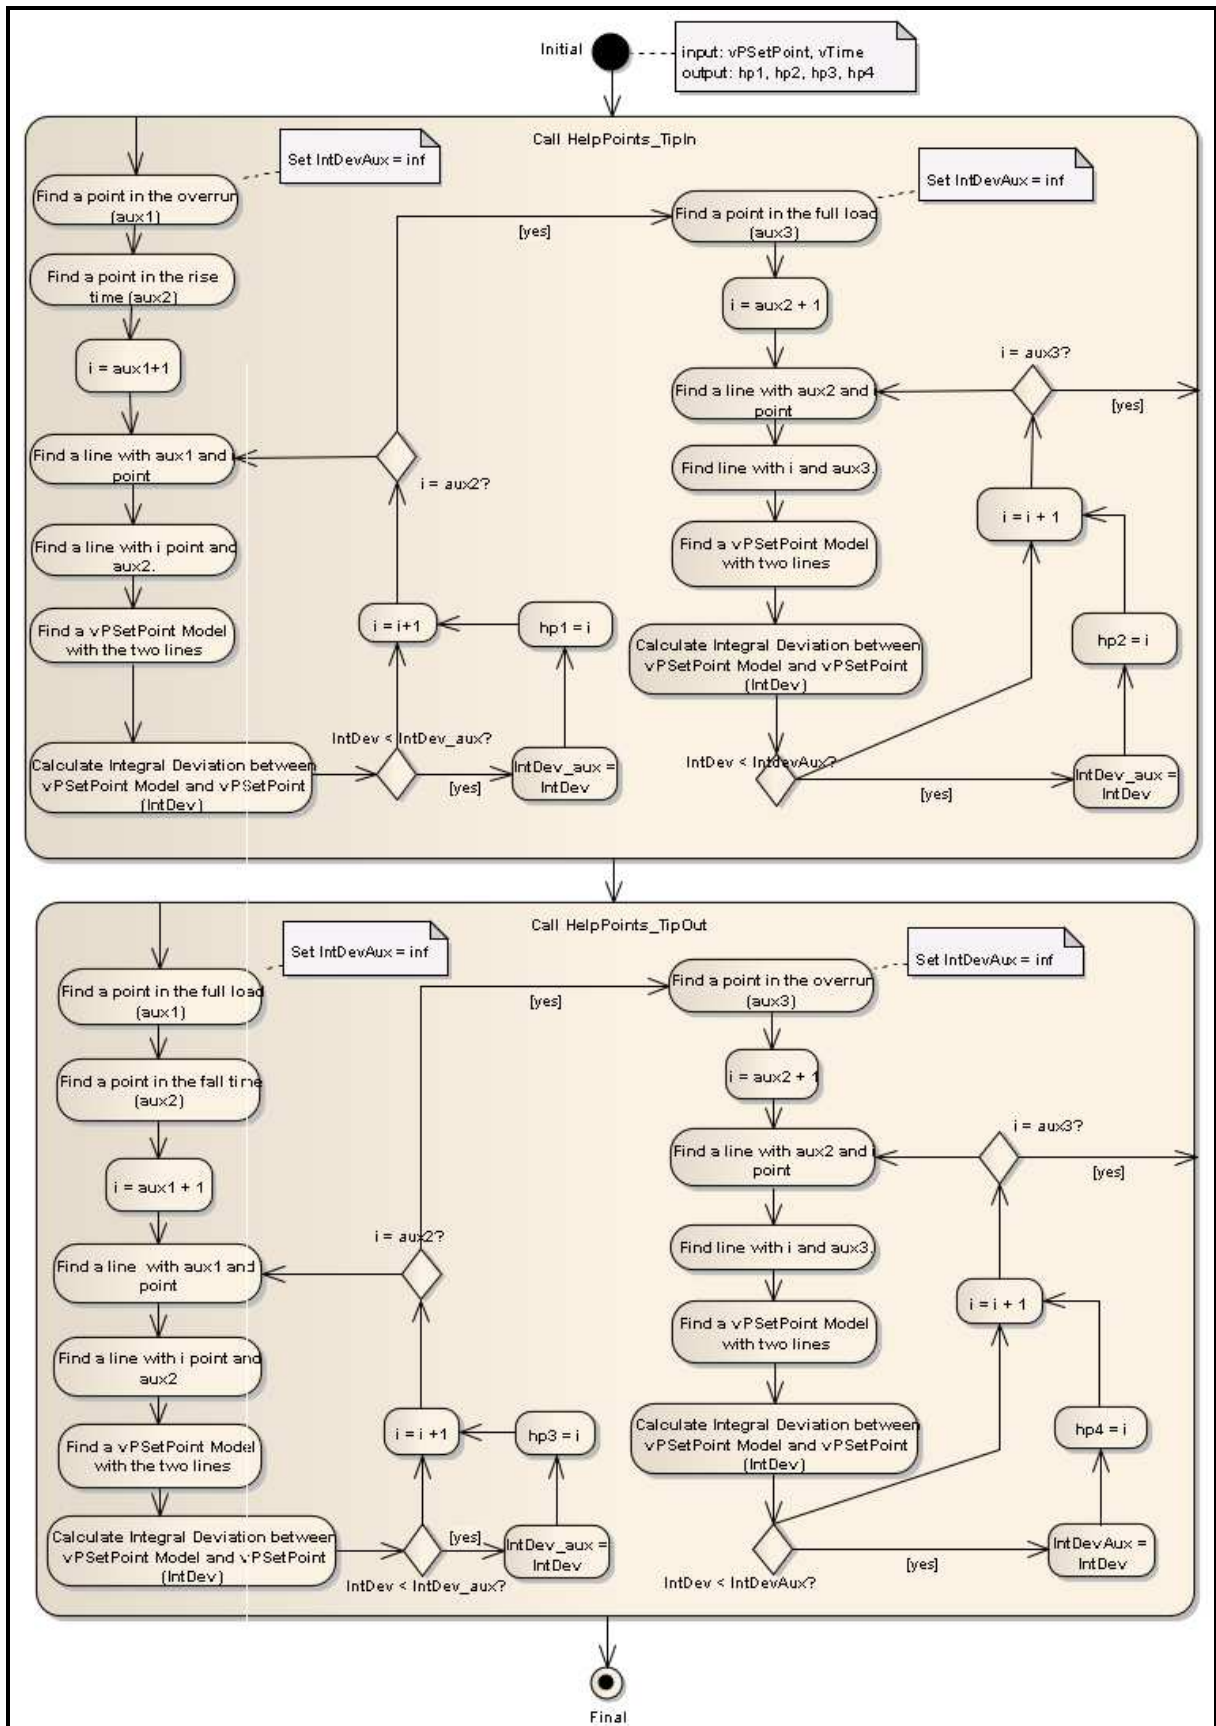 Initial
input: vPSetPoint, vTime
output: hp1, hp2, hp3, hp4
Call HelpPoints_TipIn
Set IntDevAux = inf
Find a point in the overrun
(aux1)
Find a point in the rise
time (aux2)
i = aux1+1
Find a line with aux1 and i
point
Find a line with i point and
aux2.
Find a vPSetPoint Model
with the two lines
Calculate Integral Deviation between
vPSetPoint Model and vPSetPoint
(IntDev)
IntDev < IntDev_aux?
[yes]
IntDev_aux =
IntDev
hp1 = i
i = i+1
i = aux2?
[yes]
Set IntDevAux = inf
Find a point in the full load
(aux3)
i = aux2 + 1
Find a line with aux2 and i
point
Find line with i and aux3.
Find a vPSetPoint Model
with two lines
Calculate Integral Deviation between
vPSetPoint Model and vPSetPoint
(IntDev)
IntDev < IntdevAux?
[yes]
IntDev_aux =
IntDev
hp2 = i
i = i + 1
i = aux3?
[yes]
Call HelpPoints_TipOut
Set IntDevAux = inf
Find a point in the full load
(aux1)
Find a point in the fall time
(aux2)
i = aux1 + 1
Find a line with aux1 and
point
Find a line with i point and
aux2
Find a vPSetPoint Model
with the two lines
Calculate Integral Deviation between
vPSetPoint Model and vPSetPoint
(IntDev)
IntDev < IntDev_aux?
[yes]
IntDev_aux =
IntDev
hp3 = i
i = i +1
i = aux2?
[yes]
Set IntDevAux = inf
Find a point in the overrun
(aux3)
i = aux2 + 1
Find a line with aux2 and i
point
Find line with i and aux3.
Find a vPSetPoint Model
with two lines
Calculate Integral Deviation between
vPSetPoint Model and vPSetPoint
(IntDev)
IntDev < IntDevAux?
[yes]
IntDevAux =
IntDev
hp4 = i
i = i + 1
i = aux3?
[yes]
Final